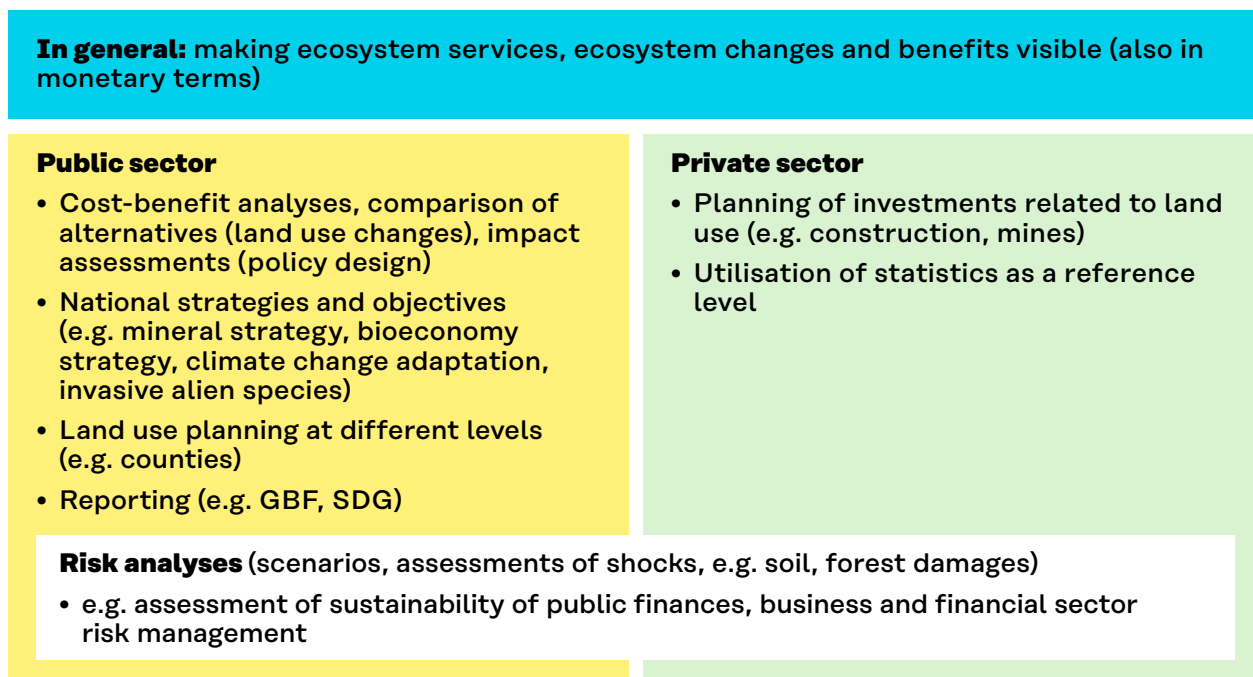 In general: making ecosystem services, ecosystem changes and benefits visible (also in
monetary terms)
Public sector
• Cost-benefit analyses, comparison of
alternatives (land use changes), impact
assessments (policy design)
• National strategies and objectives
(e.g. mineral strategy, bioeconomy
strategy, climate change adaptation,
invasive alien species)
• Land use planning at different levels
(e.g. counties)
• Reporting (e.g. GBF, SDG)
Private sector
• Planning of investments related to land
use (e.g. construction, mines)
• Utilisation of statistics as a reference
level
Risk analyses (scenarios, assessments of shocks, e.g. soil, forest damages)
• e.g. assessment of sustainability of public finances, business and financial sector
risk management